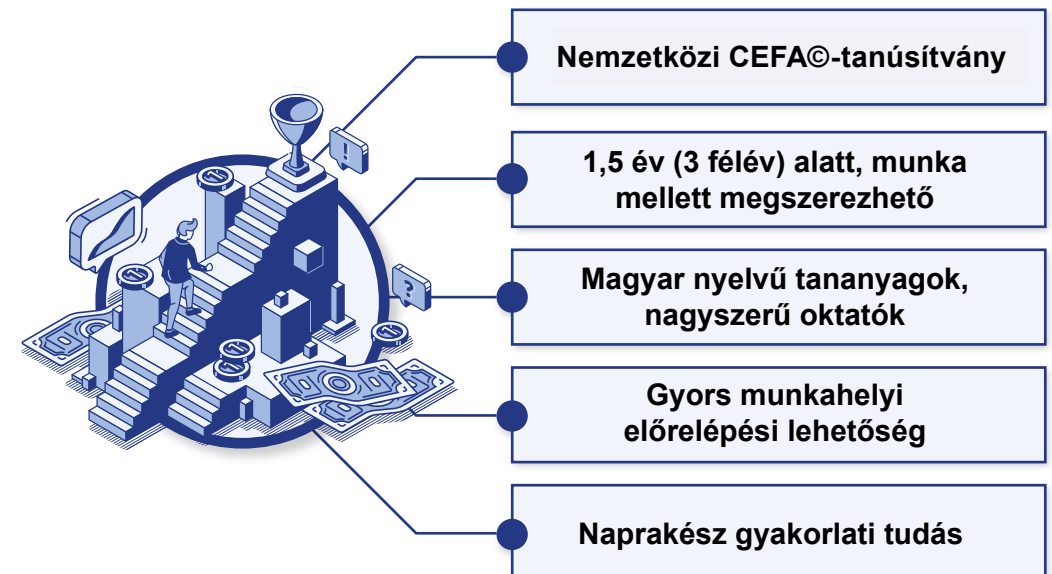 Nemzetközi CEFA©-tanúsítvány
1,5 év (3 félév) alatt, munka
mellett megszerezhető
!
Magyar nyelvű tananyagok,
nagyszerű oktatók
?
Gyors munkahelyi
előrelépési lehetőség
Naprakész gyakorlati tudás